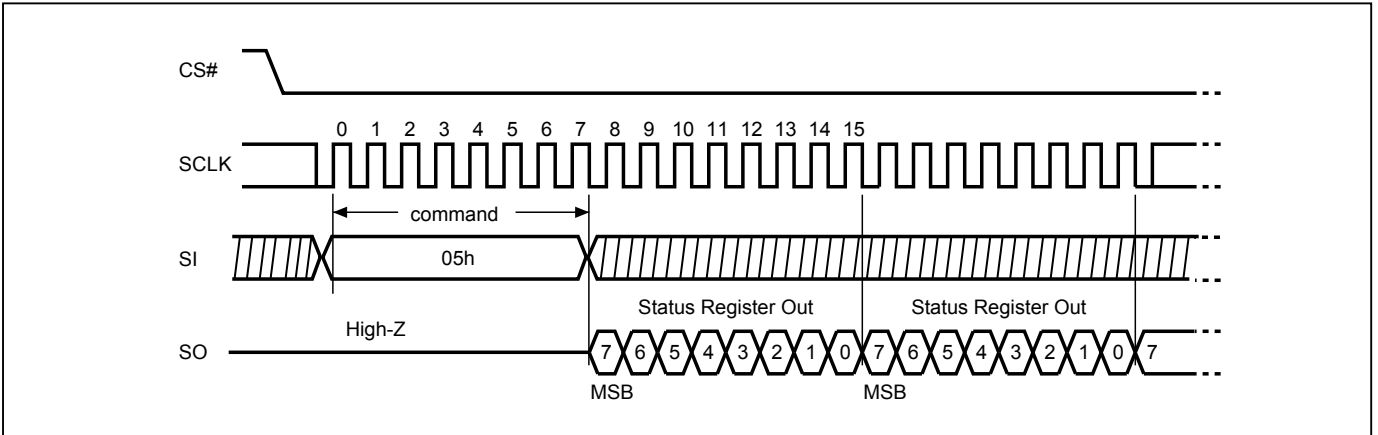 CS#
0 1 2 3 4 5 6 7 8 9 10 11 12 13 14 15
SCLK
command
SI 05h
Status Register Out Status Register Out
High-Z
SO 7 6 5 4 3 2 1 0 7 6 5 4 3 2 1 0 7
MSB MSB